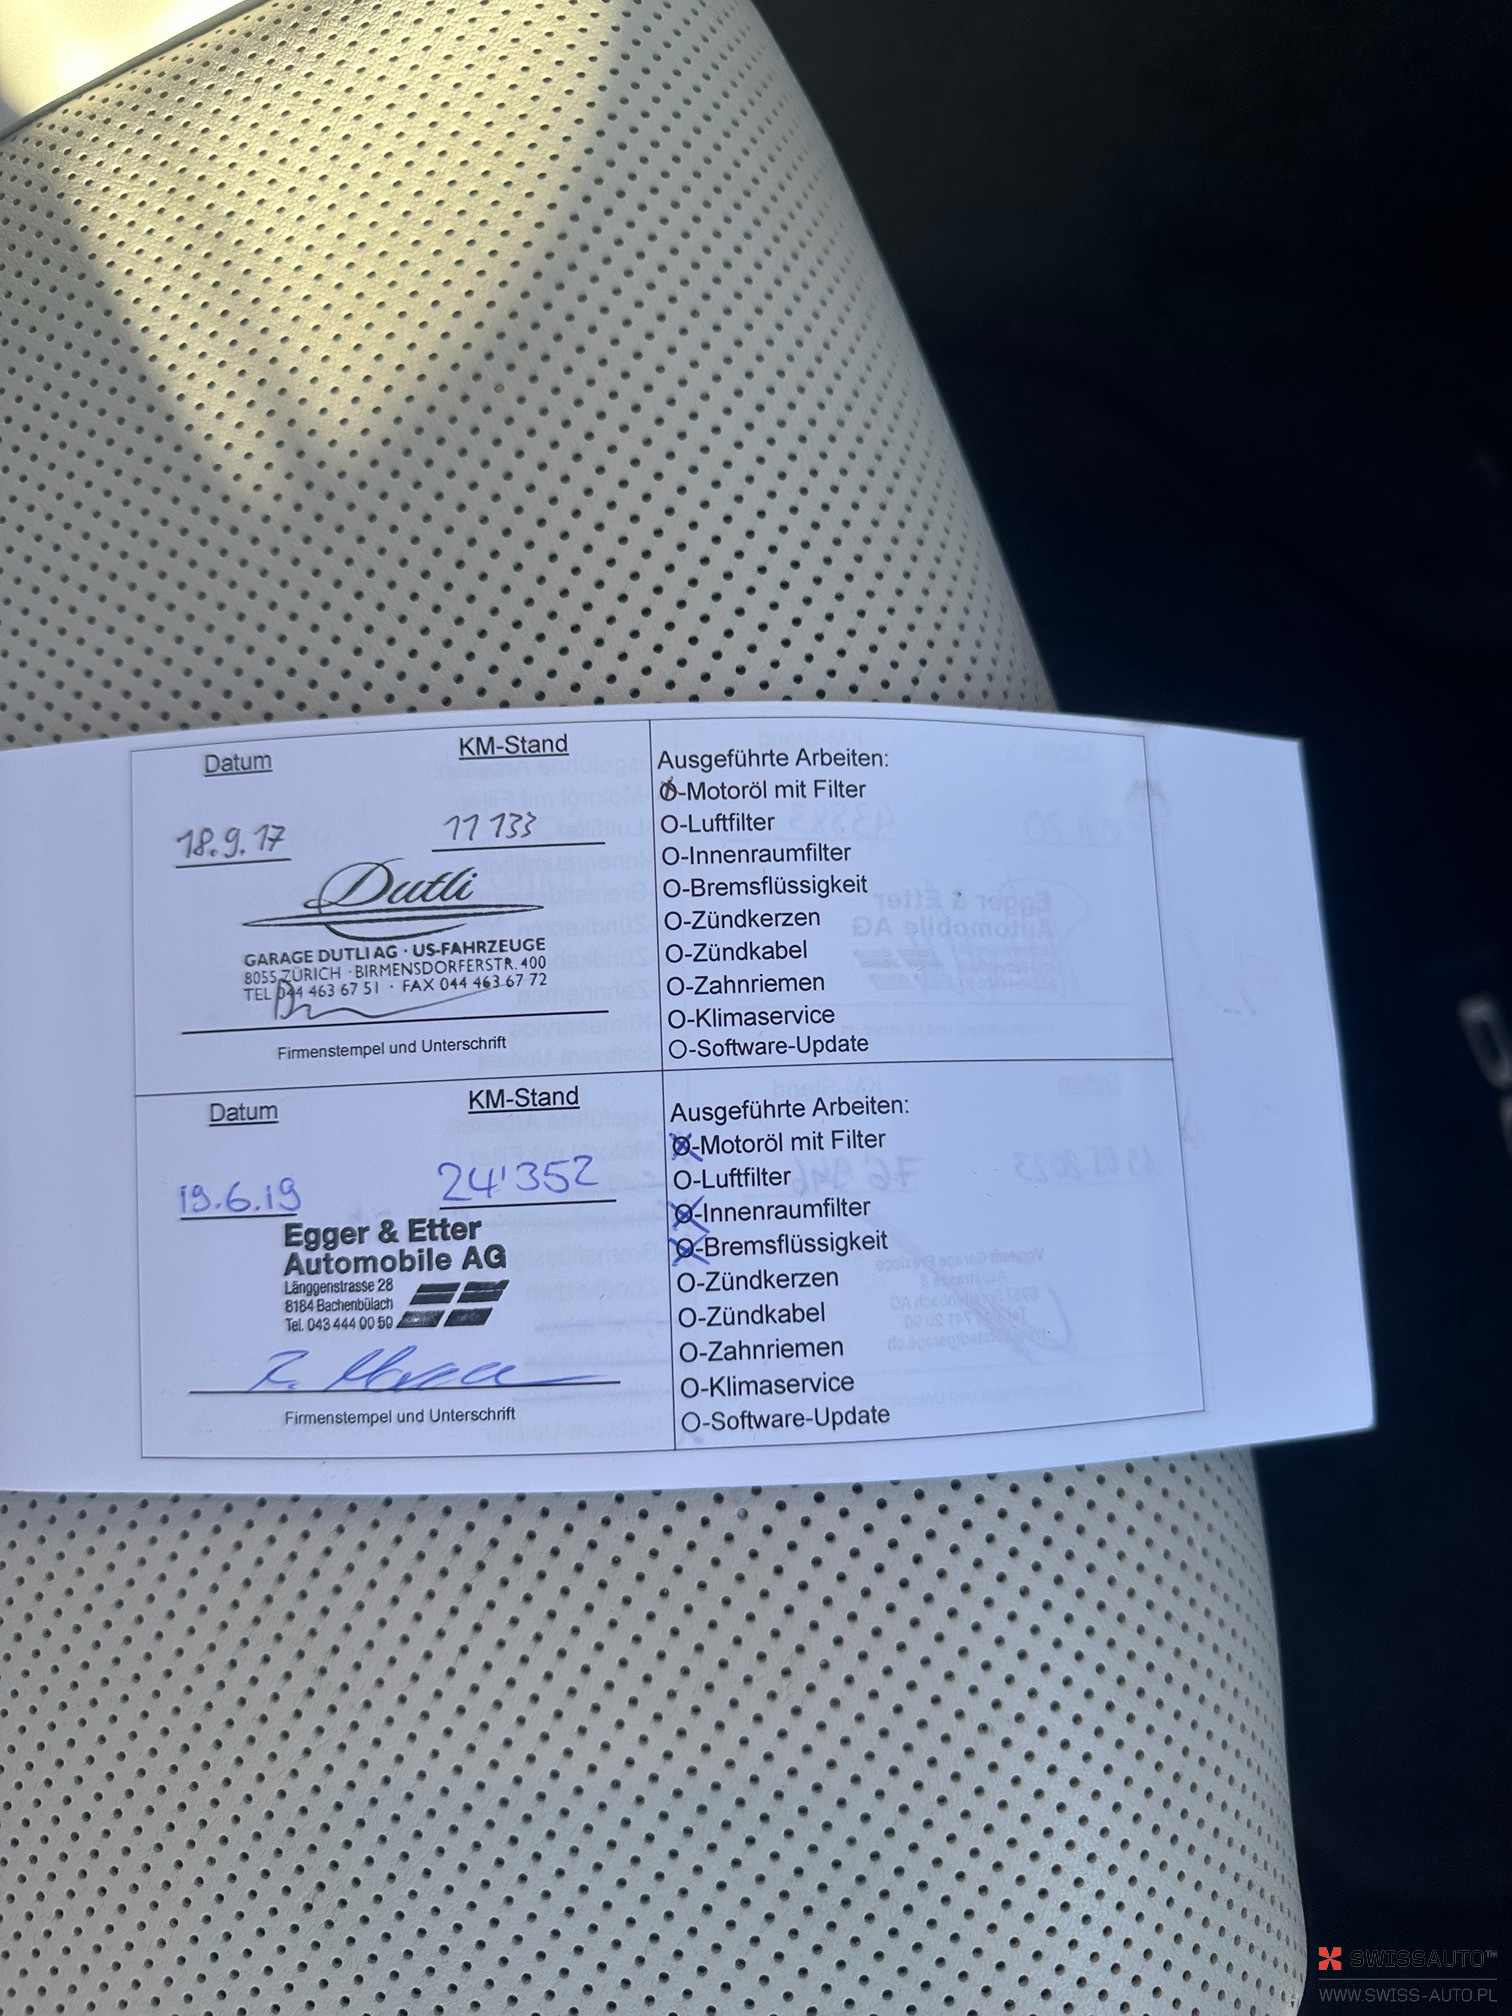 Datum
KM-Stand
18.9.17
11 133
Dutli
GARAGE DUTLI AG · US-FAHRZEUGE
8055 ZÜRICH · BIRMENSDORFERSTR. 400
TEL 044 463 67 51 · FAX 044 463 67 72
Firmenstempel und Unterschrift
Ausgeführte Arbeiten:
O-Motoröl mit Filter
O-Luftfilter
O-Innenraumfilter
O-Bremsflüssigkeit
O-Zündkerzen
O-Zündkabel
O-Zahnriemen
O-Klimaservice
O-Software-Update
Datum
KM-Stand
19.6.19
24'352
Egger & Etter
Automobile AG
Länggenstrasse 28
8184 Bachenbülach
Tel. 043 444 00 50
Firmenstempel und Unterschrift
Ausgeführte Arbeiten:
O-Motoröl mit Filter
O-Luftfilter
O-Innenraumfilter
O-Bremsflüssigkeit
O-Zündkerzen
O-Zündkabel
O-Zahnriemen
O-Klimaservice
O-Software-Update
SWISSAUTO™
WWW.SWISS-AUTO.PL